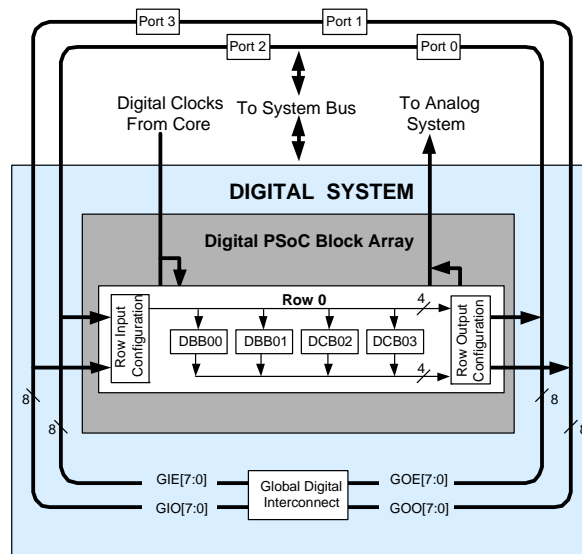 Port 3
Port 1
Port 2
Port 0
Digital Clocks
From Core
To System Bus
To Analog
System
DIGITAL SYSTEM
Digital PSoC Block Array
Row Input
Configuration
Row 0
4
DBB00
DBB01
DCB02
DCB03
4
Row Output
Configuration
8
8
8
8
GIE[7:0]
GIO[7:0]
Global Digital
Interconnect
GOE[7:0]
GOO[7:0]